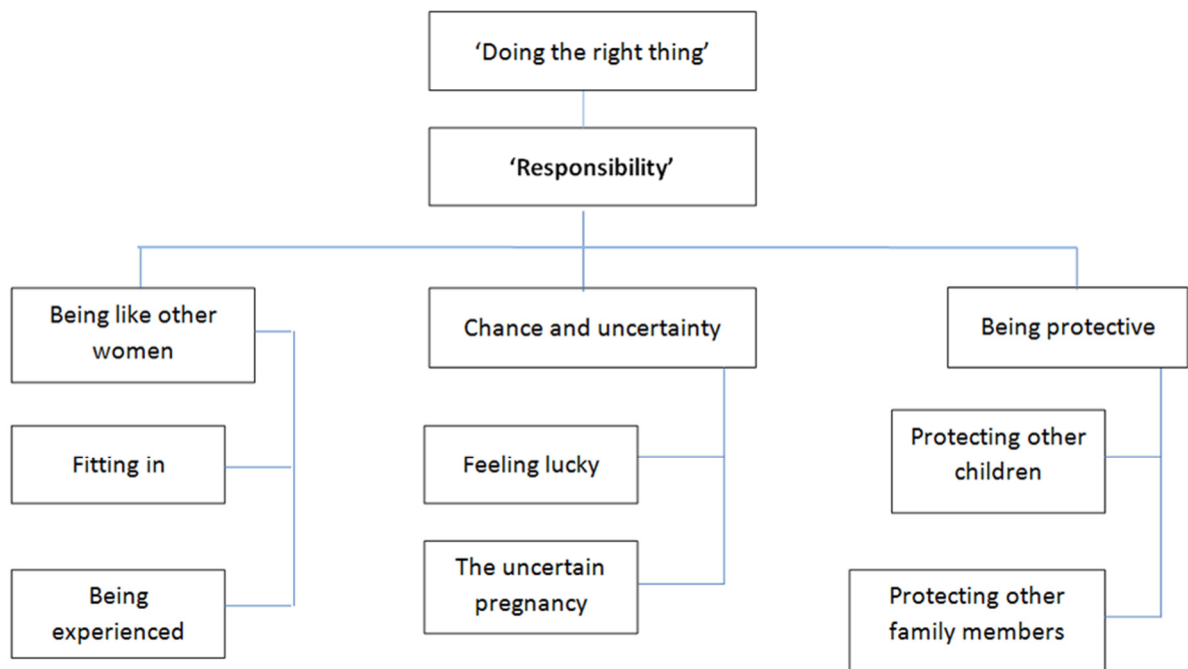 ‘Doing the right thing’
‘Responsibility’
Being like other
women
Chance and uncertainty
Being protective
Fitting in
Feeling lucky
Protecting other
children
Being
experienced
The uncertain
pregnancy
Protecting other
family members